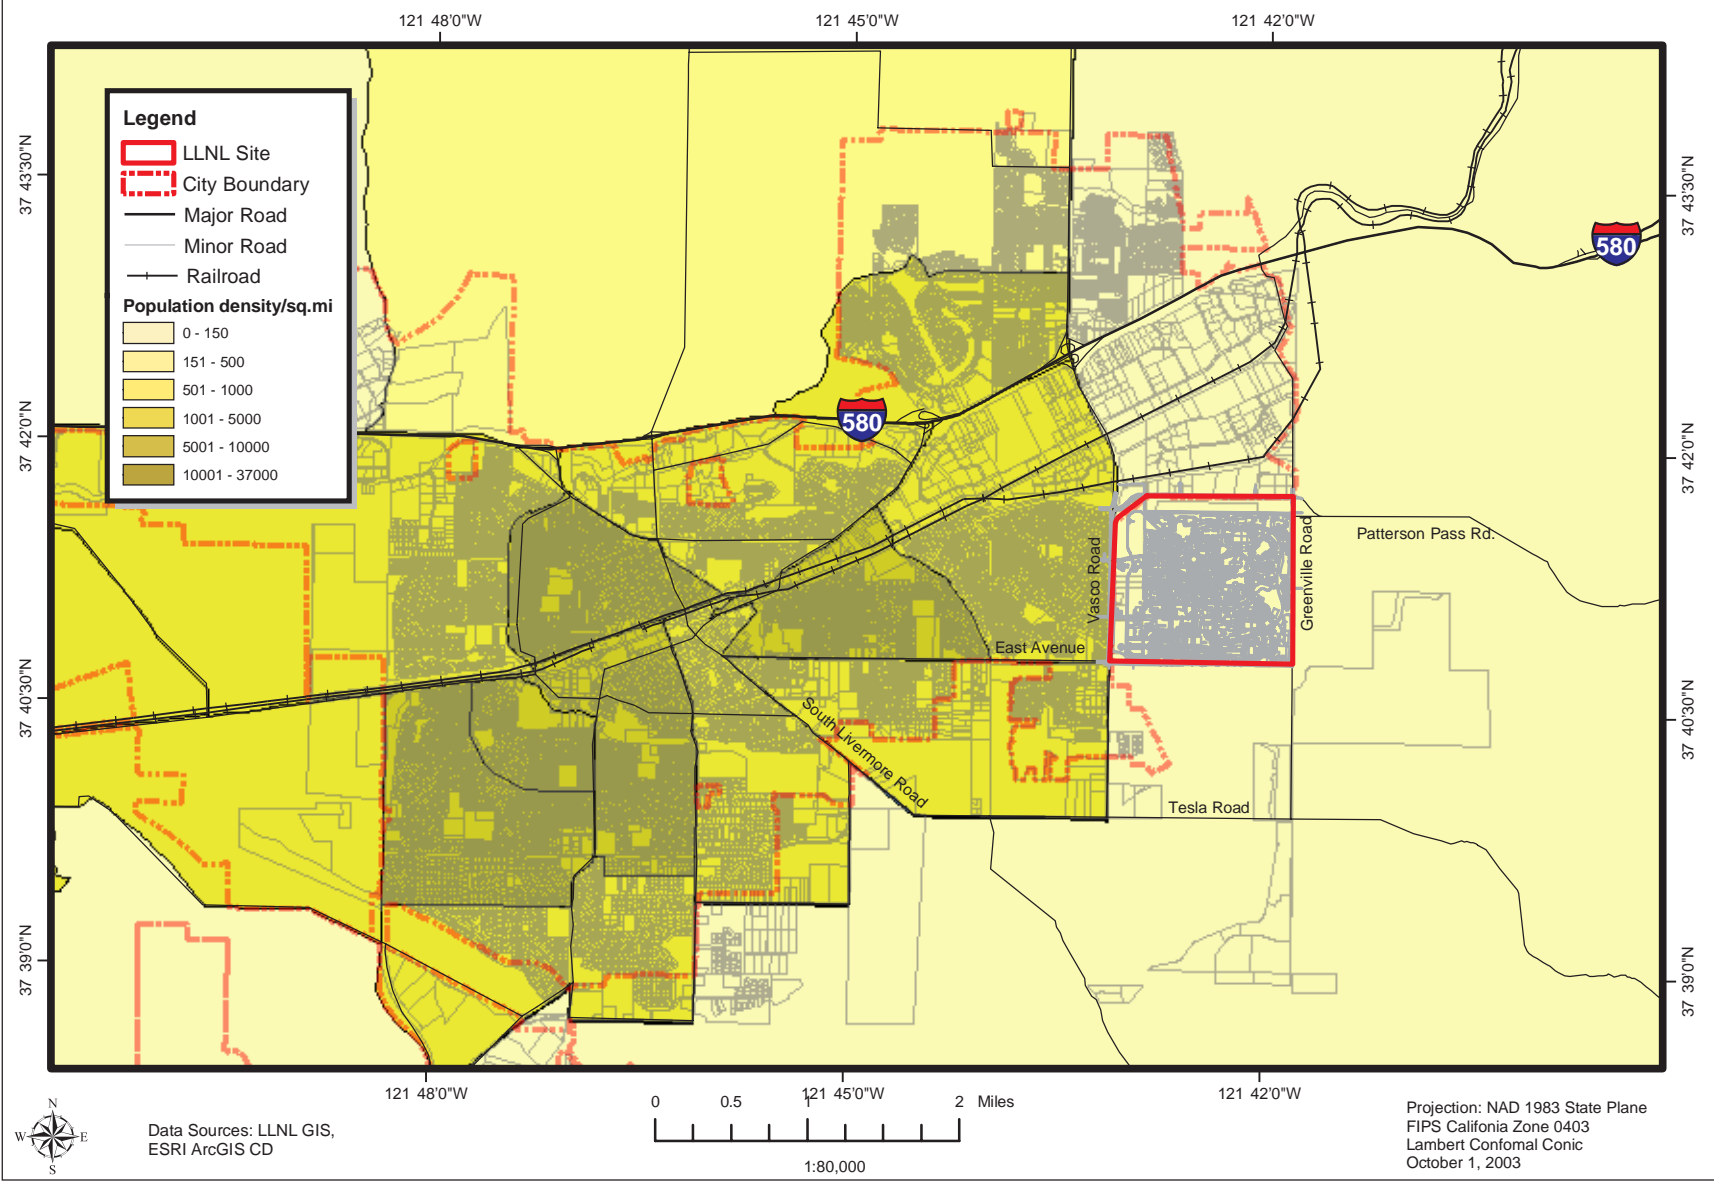 121 48'0"W
121 45'0"W
121 42'0"W
37 43'30"N
37 43'30"N
Legend
LLNL Site
City Boundary
Major Road
Minor Road
Railroad
Population density/sq.mi
0 - 150
151 - 500
501 - 1000
1001 - 5000
5001 - 10000
10001 - 37000
580
580
37 42'0"N
37 42'0"N
Patterson Pass Rd.
Vasco Road
Greenville Road
East Avenue
South Livermore Road
Tesla Road
37 40'30"N
37 40'30"N
37 39'0"N
37 39'0"N
121 48'0"W
121 45'0"W
121 42'0"W
N
W
E
S
Data Sources: LLNL GIS,
ESRI ArcGIS CD
0 0.5 1 2 Miles
1:80,000
Projection: NAD 1983 State Plane
FIPS Califonia Zone 0403
Lambert Confomal Conic
October 1, 2003